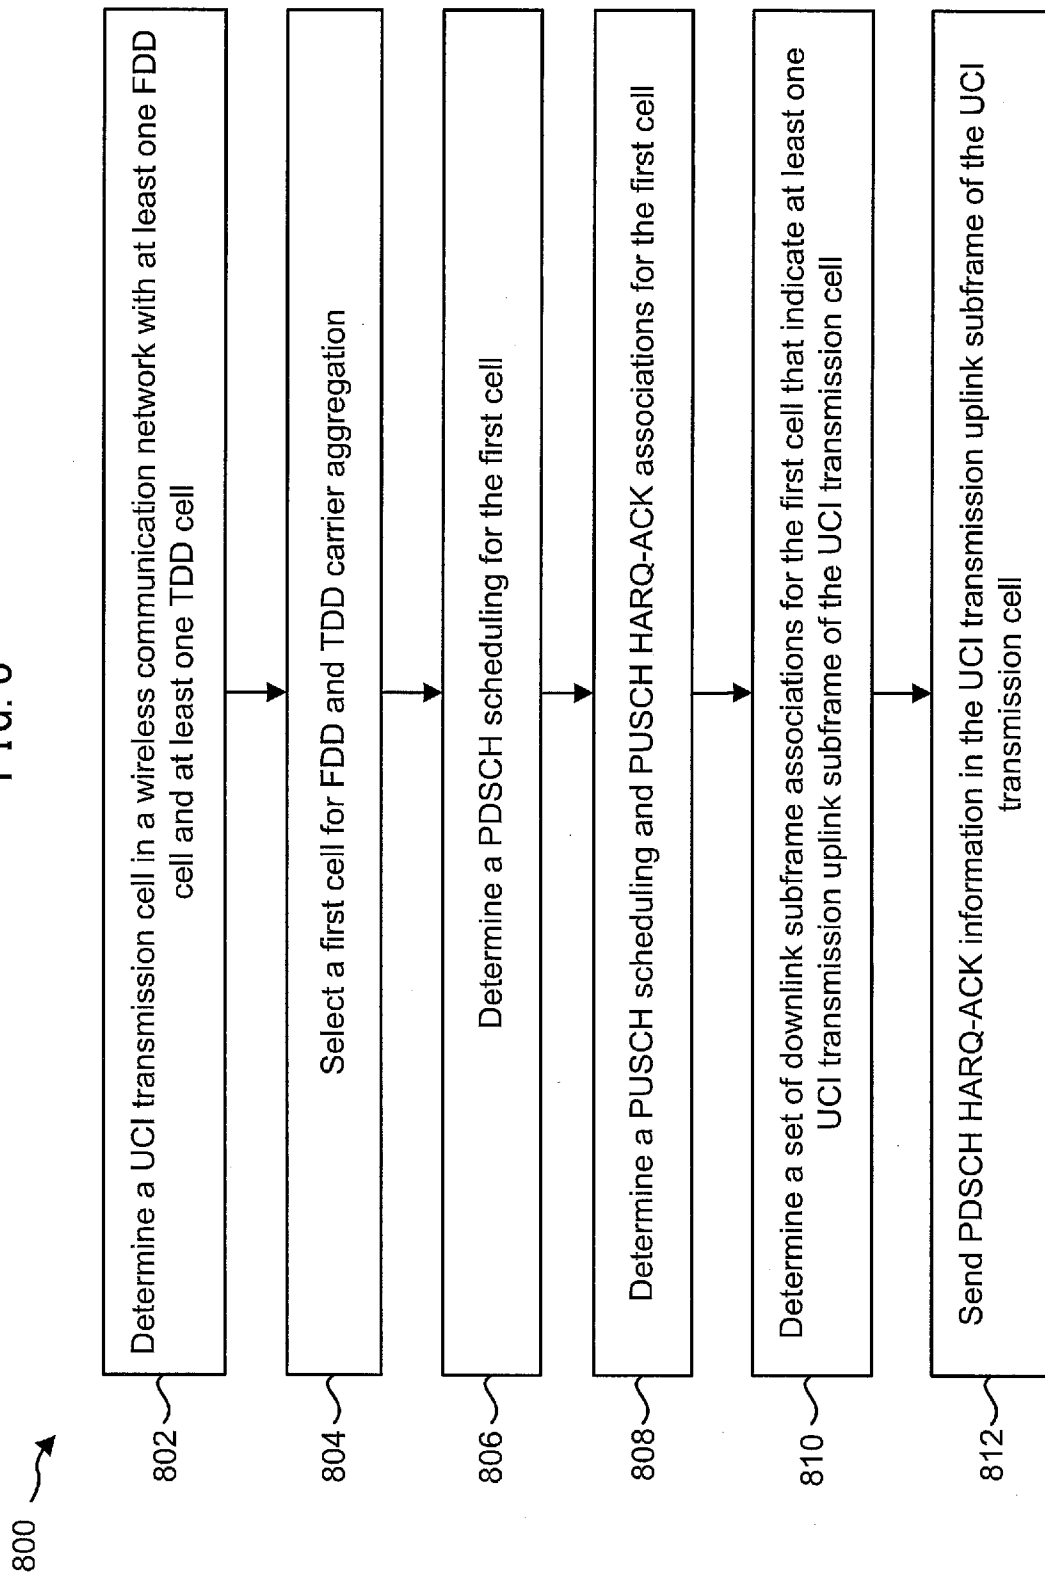 800
802
Determine a UCI transmission cell in a wireless communication network with at least one FDD
cell and at least one TDD cell
804
Select a first cell for FDD and TDD carrier aggregation
806
Determine a PDSCH scheduling for the first cell
808
Determine a PUSCH scheduling and PUSCH HARQ-ACK associations for the first cell
810
Determine a set of downlink subframe associations for the first cell that indicate at least one
UCI transmission uplink subframe of the UCI transmission cell
812
Send PDSCH HARQ-ACK information in the UCI transmission uplink subframe of the UCI
transmission cell